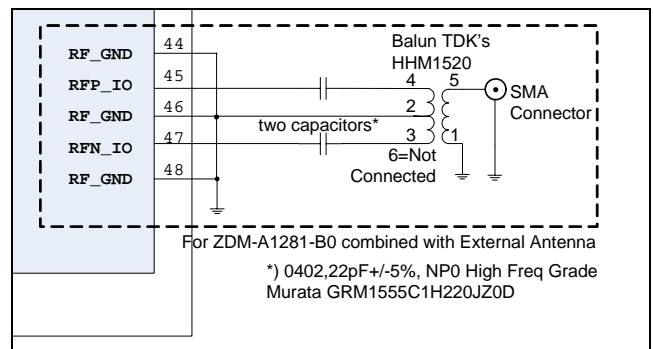 RF_GND 44
RFP_IO 45
RF_GND 46
RFN_IO 47
RF_GND 48
two capacitors*
Balun TDK's
HHM1520
4 5
2
3 1
6=Not
Connected
SMA
Connector
For ZDM-A1281-B0 combined with External Antenna
*) 0402,22pF+/-5%, NP0 High Freq Grade
Murata GRM1555C1H220JZ0D